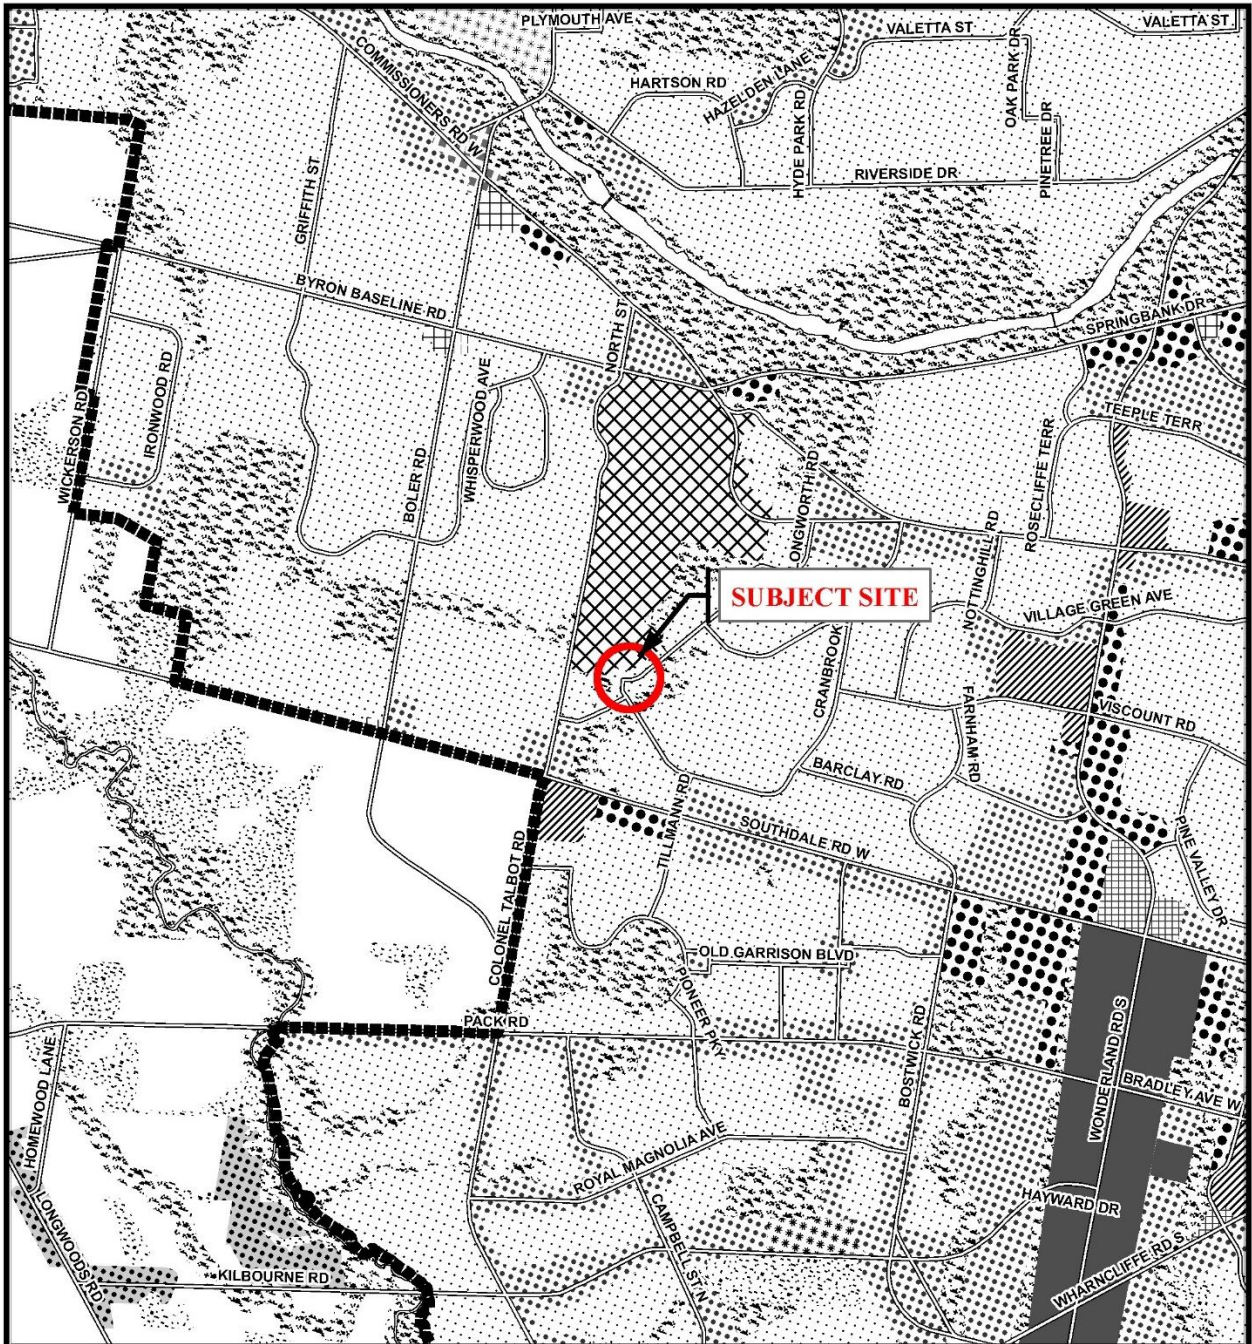 PLYMOUTH AVE
VALETTA ST
VALETTA ST
COMMISSIONERS RD W
HARTSON RD
HAZELDEN LANE
HYDE PARK RD
OAK PARK DR
PINETREE DR
RIVERSIDE DR
GRIFFITH ST
BYRON BASELINE RD
NORTH ST
SPRINGBANK DR
WICKERSON RD
IRONWOOD RD
BOLER RD
WHISPERWOOD AVE
LONGWORTH RD
ROSECLIFFE TERR
TEEPLE TERR
NOTTINGHILL RD
SUBJECT SITE
VILLAGE GREEN AVE
CRANBROOK
FARNHAM RD
VISCOUNT RD
BARCLAY RD
TILLMANN RD
SOUTHDALE RD W
PINE VALLEY DR
COLONEL TALBOT RD
OLD GARRISON BLVD
PIONEER PKY
PACK RD
BOSTWICK RD
WONDERLAND RD S
BRADLEY AVE W
HOMEWOOD LANE
ROYAL MAGNOLIA AVE
CAMPBELL ST N
HAYWARD DR
LONGWOODS RD
KILBOURNE RD
WHARNCLIFFE RD S